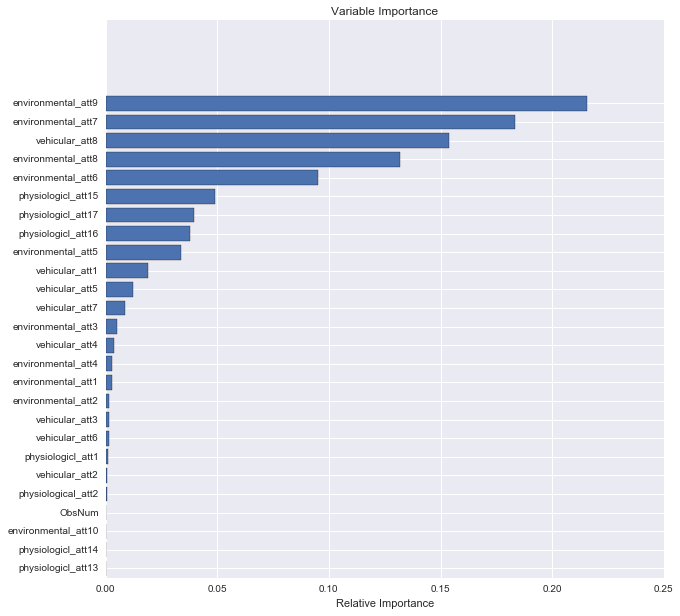 Variable Importance
environmental_att9
environmental_att7
vehicular_att8
environmental_att8
environmental_att6
physiologicl_att15
physiologicl_att17
physiologicl_att16
environmental_att5
vehicular_att1
vehicular_att5
vehicular_att7
environmental_att3
vehicular_att4
environmental_att4
environmental_att1
environmental_att2
vehicular_att3
vehicular_att6
physiologicl_att1
vehicular_att2
physiological_att2
ObsNum
environmental_att10
physiologicl_att14
physiologicl_att13
0.00 0.05 0.10 0.15 0.20 0.25
Relative Importance